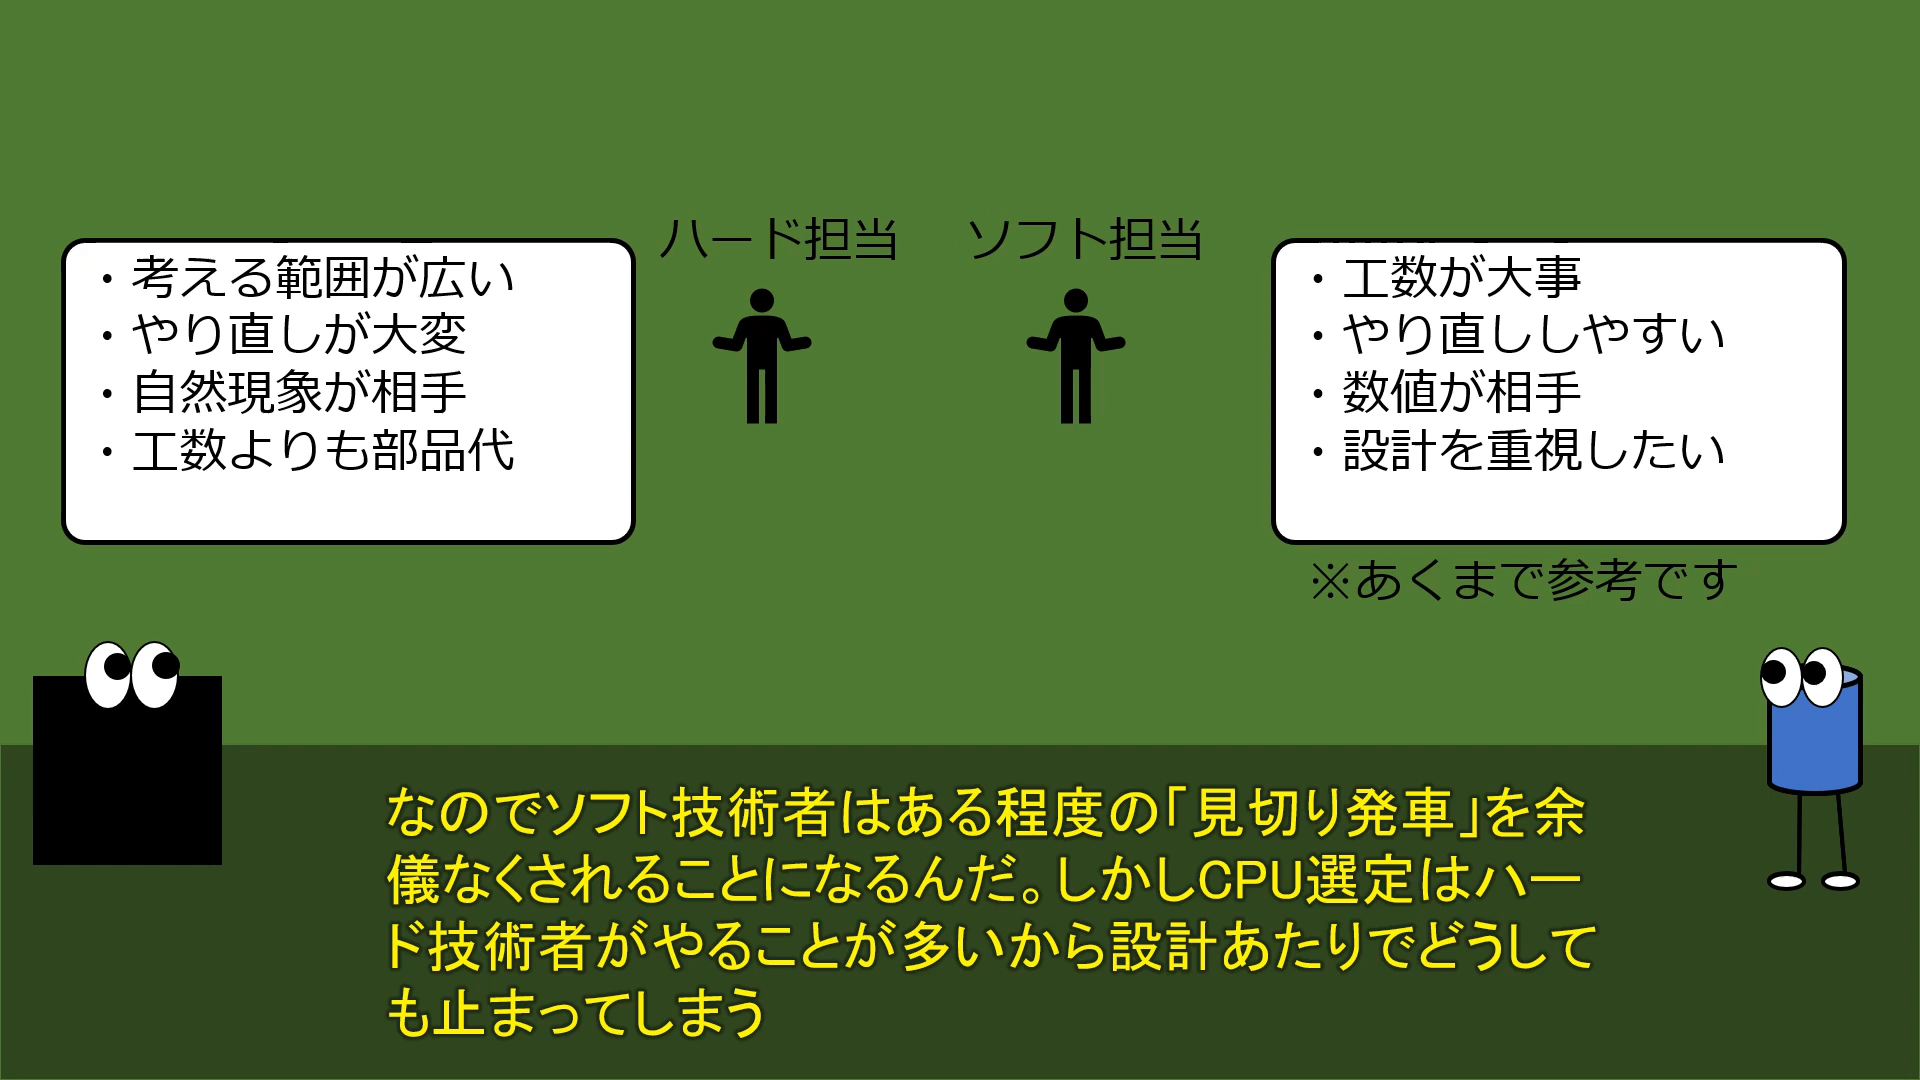 ハード担当
ソフト担当
・考える範囲が広い
・やり直しが大変
・自然現象が相手
・工数よりも部品代
・工数が大事
・やり直ししやすい
・数値が相手
・設計を重視したい
※あくまで参考です
なのでソフト技術者はある程度の｢見切り発車｣を余
儀なくされることになるんだ。しかしCPU選定はハー
ド技術者がやることが多いから設計あたりでどうして
も止まってしまう